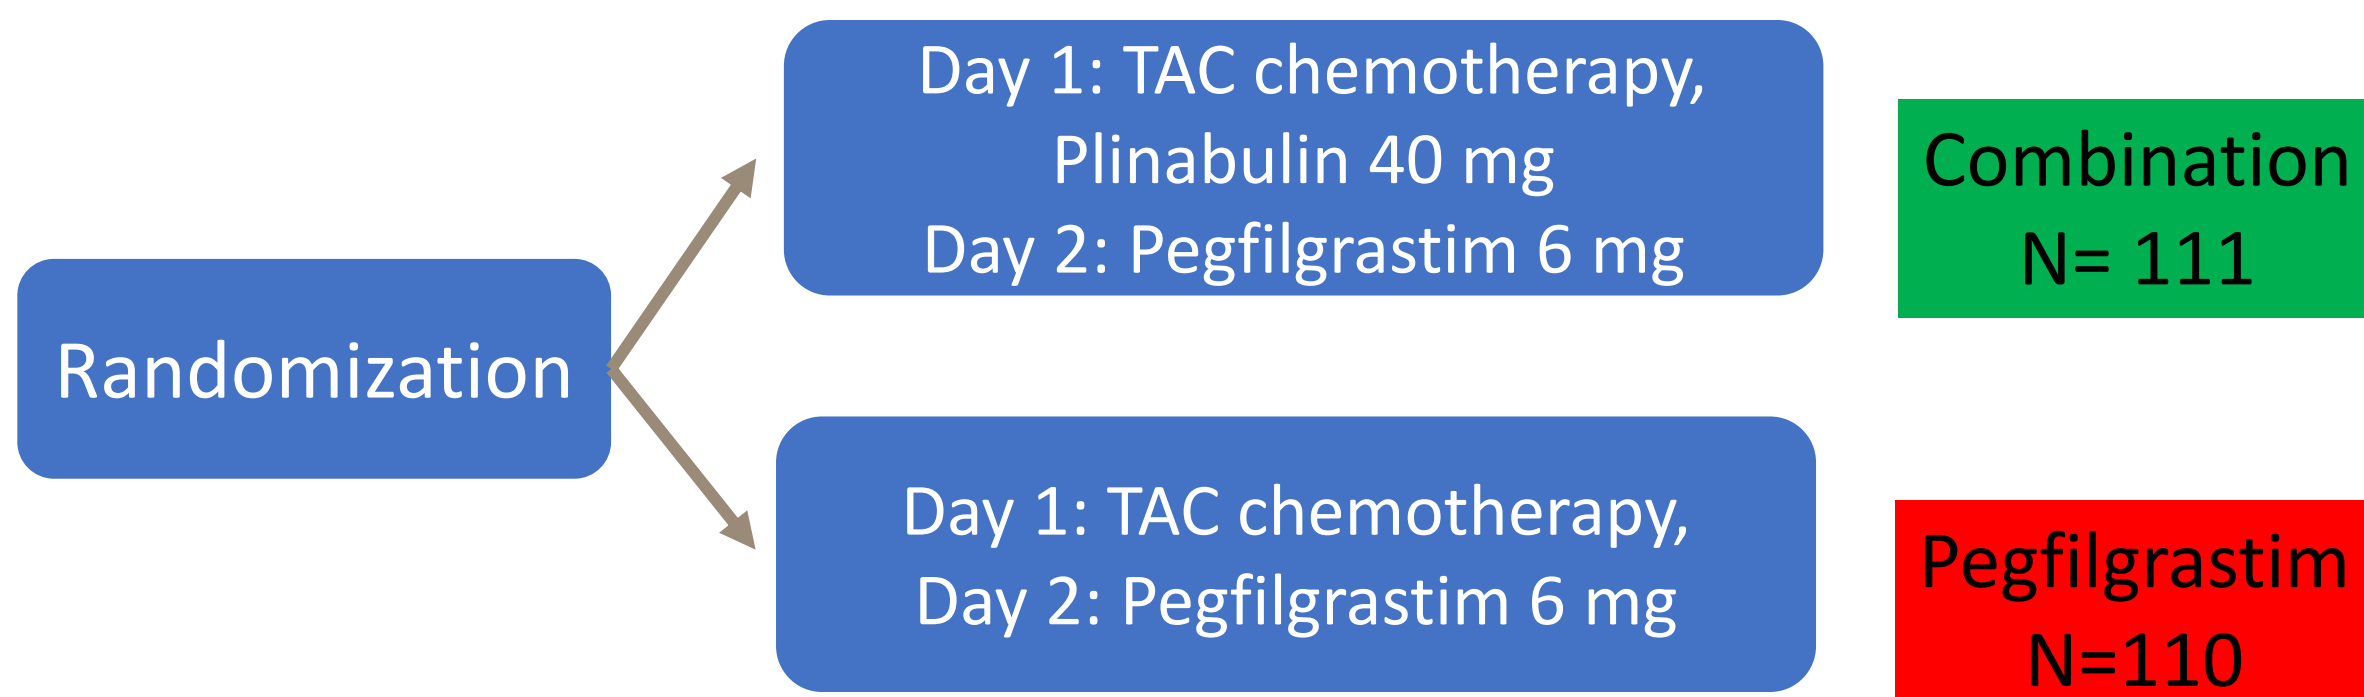 Randomization
Day 1: TAC chemotherapy,
Plinabulin 40 mg
Day 2: Pegfilgrastim 6 mg
Combination
N= 111
Day 1: TAC chemotherapy,
Day 2: Pegfilgrastim 6 mg
Pegfilgrastim
N=110